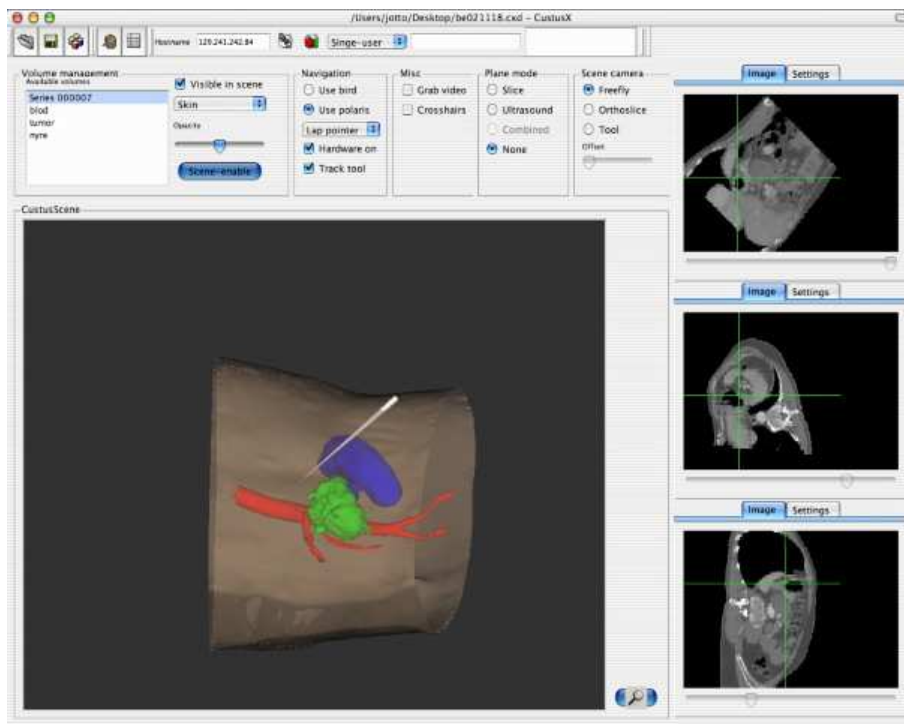 /Users/jotto/Desktop/be021118.cxd - CustusX
Hostname 129.241.242.84 Singe-user
Volume management
Available volumes
Series 000007
blod
tumor
nyre
Visible in scene
Skin
Opacity
Scene-enable
Navigation
Use bird
Use polaris
Lap pointer
Hardware on
Track tool
Misc
Grab video
Crosshairs
Plane mode
Slice
Ultrasound
Combined
None
Scene camera
Freefly
Orthoslice
Tool
Offset
Image Settings
CustusScene
Image Settings
Image Settings